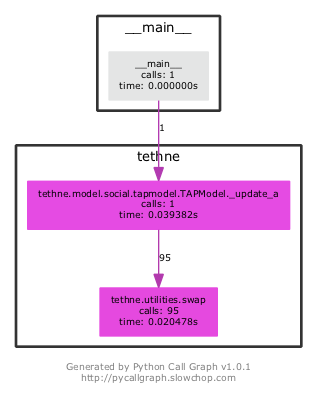 __main__
__main__
calls: 1
time: 0.000000s
1
tethne
tethne.model.social.tapmodel.TAPModel._update_a
calls: 1
time: 0.039382s
95
tethne.utilities.swap
calls: 95
time: 0.020478s
Generated by Python Call Graph v1.0.1
http://pycallgraph.slowchop.com